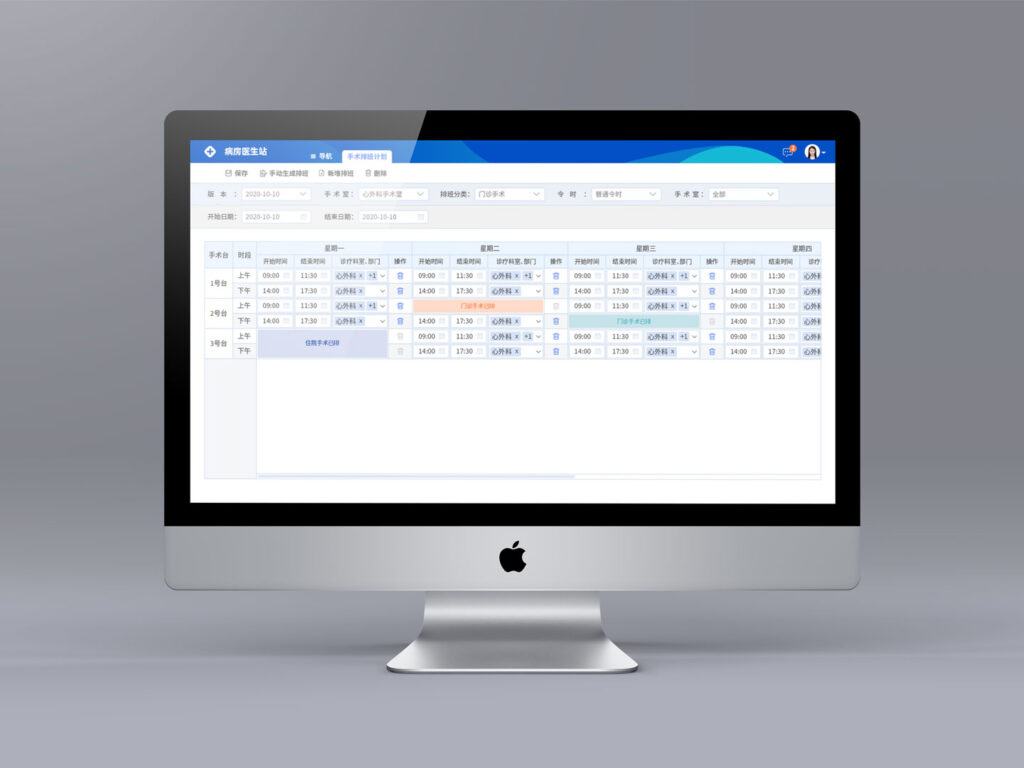 病房医生站 导航 手术排班计划 2
保存 手动生成排班 新增排班 删除
版本： 2020-10-10 手术室： 心外科手术室 排班分类： 门诊手术 令时： 普通令时 手术室： 全部
开始日期： 2020-10-10 结束日期： 2020-10-10
手术台 时段 星期一 星期二 星期三 星期四
开始时间 结束时间 诊疗科室、部门 操作 开始时间 结束时间 诊疗科室、部门 操作 开始时间 结束时间 诊疗科室、部门 操作 开始时间 结束时间 诊疗
1号台 上午 09:00 11:30 心外科 x +1 09:00 11:30 心外科 x +1 09:00 11:30 心外科 x +1 09:00 11:30 心外科
下午 14:00 17:30 心外科 x 14:00 17:30 心外科 x 14:00 17:30 心外科 x 14:00 17:30 心外科
2号台 上午 09:00 11:30 心外科 x +1 门诊手术已排 09:00 11:30 心外科 x +1 09:00 11:30 心外科
下午 14:00 17:30 心外科 x 14:00 17:30 心外科 x 门诊手术已排 14:00 17:30 心外科
3号台 上午 住院手术已排 09:00 11:30 心外科 x +1 09:00 11:30 心外科 x +1 09:00 11:30 心外科
下午 14:00 17:30 心外科 x 14:00 17:30 心外科 x 14:00 17:30 心外科